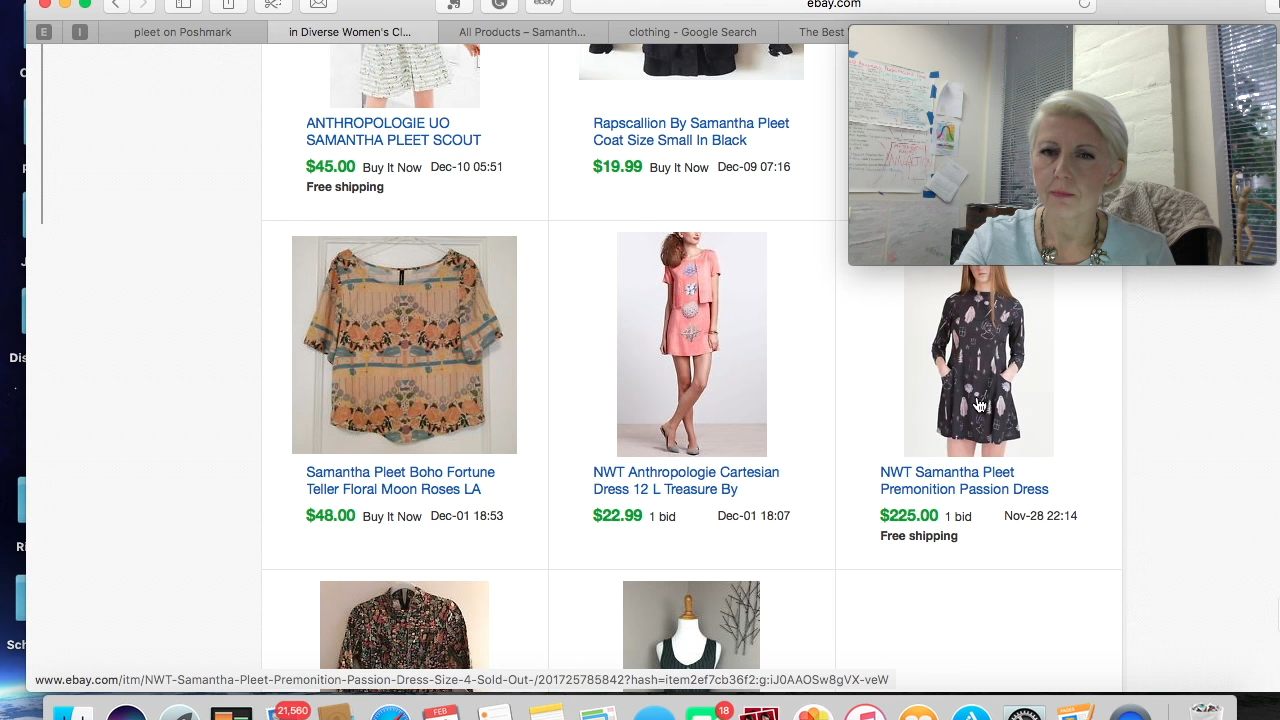 ebay.com
ebay
E
I
pleet on Poshmark
in Diverse Women's Cl...
All Products – Samanth...
clothing - Google Search
The Best
ANTHROPOLOGIE UO
SAMANTHA PLEET SCOUT
$45.00 Buy It Now Dec-10 05:51
Free shipping
Rapscallion By Samantha Pleet
Coat Size Small In Black
$19.99 Buy It Now Dec-09 07:16
Samantha Pleet Boho Fortune
Teller Floral Moon Roses LA
$48.00 Buy It Now Dec-01 18:53
NWT Anthropologie Cartesian
Dress 12 L Treasure By
$22.99 1 bid Dec-01 18:07
NWT Samantha Pleet
Premonition Passion Dress
$225.00 1 bid Nov-28 22:14
Free shipping
Dis
Ri
Sch
www.ebay.com/itm/NWT-Samantha-Pleet-Premonition-Passion-Dress-Size-4-Sold-Out-/201725785842?hash=item2ef7cb36f2:g:iJ0AAOSw8gVX-veW
FEB
21,560
18